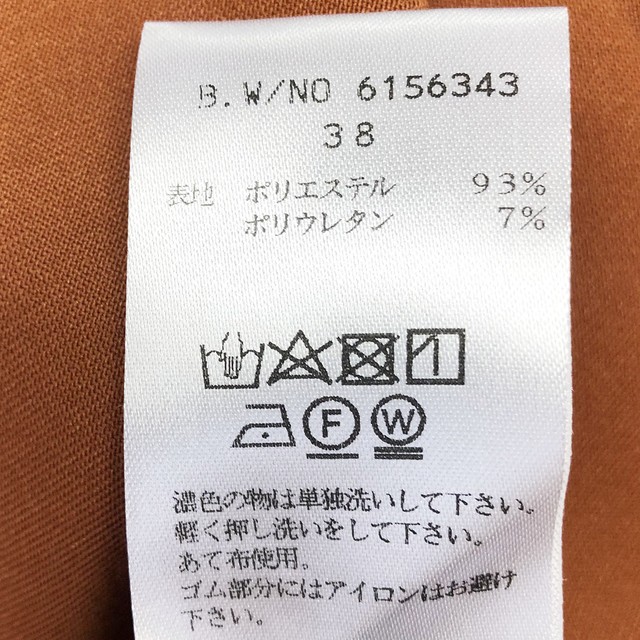 B.W/NO 6156343
38
表地 ポリエステル 93%
ポリウレタン 7%
F W
濃色の物は単独洗いして下さい。
軽く押し洗いをして下さい。
あて布使用。
ゴム部分にはアイロンはお避け
下さい。